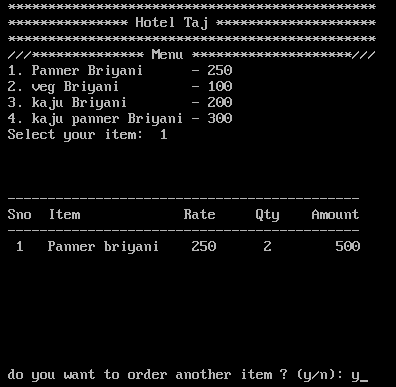 ***********************************************
*************** Hotel Taj *********************
***********************************************
///************** Menu ********************///
1. Panner Briyani      - 250
2. veg Briyani         - 100
3. kaju Briyani        - 200
4. kaju panner Briyani - 300
Select your item:  1
---------------------------------------------
Sno  Item             Rate     Qty    Amount
---------------------------------------------
1   Panner briyani    250      2        500
do you want to order another item ? (y/n): y_